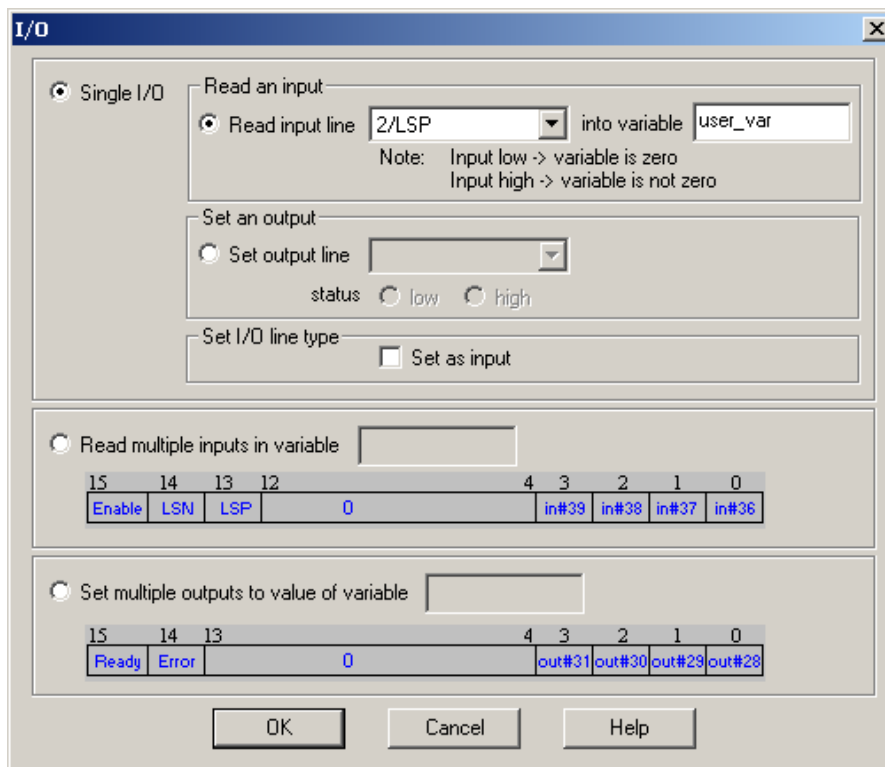 I/O
Single I/O
Read an input
Read input line 2/LSP into variable user_var
Note: Input low -> variable is zero
Input high -> variable is not zero
Set an output
Set output line
status low high
Set I/O line type
Set as input
Read multiple inputs in variable
15 14 13 12 4 3 2 1 0
Enable LSN LSP 0 in#39 in#38 in#37 in#36
Set multiple outputs to value of variable
15 14 13 4 3 2 1 0
Ready Error 0 out#31 out#30 out#29 out#28
OK Cancel Help